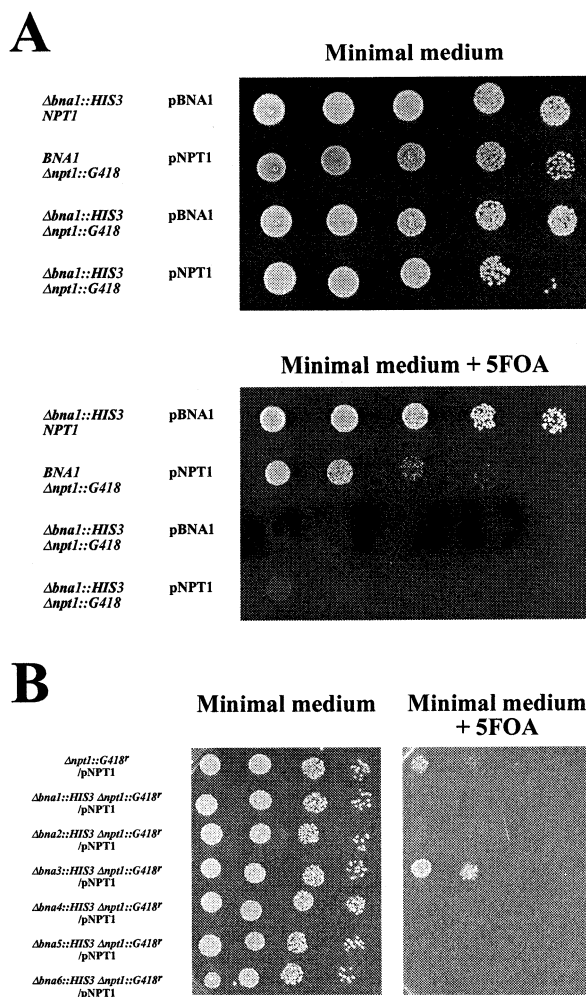 A
Minimal medium
Δbna1::HIS3 pBNA1
NPT1
BNA1 pNPT1
Δnpt1::G418
Δbna1::HIS3 pBNA1
Δnpt1::G418
Δbna1::HIS3 pNPT1
Δnpt1::G418
Minimal medium + 5FOA
Δbna1::HIS3 pBNA1
NPT1
BNA1 pNPT1
Δnpt1::G418
Δbna1::HIS3 pBNA1
Δnpt1::G418
Δbna1::HIS3 pNPT1
Δnpt1::G418
B
Minimal medium
Minimal medium
+ 5FOA
Δnpt1::G418r
/pNPT1
Δbna1::HIS3 Δnpt1::G418r
/pNPT1
Δbna2::HIS3 Δnpt1::G418r
/pNPT1
Δbna3::HIS3 Δnpt1::G418r
/pNPT1
Δbna4::HIS3 Δnpt1::G418r
/pNPT1
Δbna5::HIS3 Δnpt1::G418r
/pNPT1
Δbna6::HIS3 Δnpt1::G418r
/pNPT1